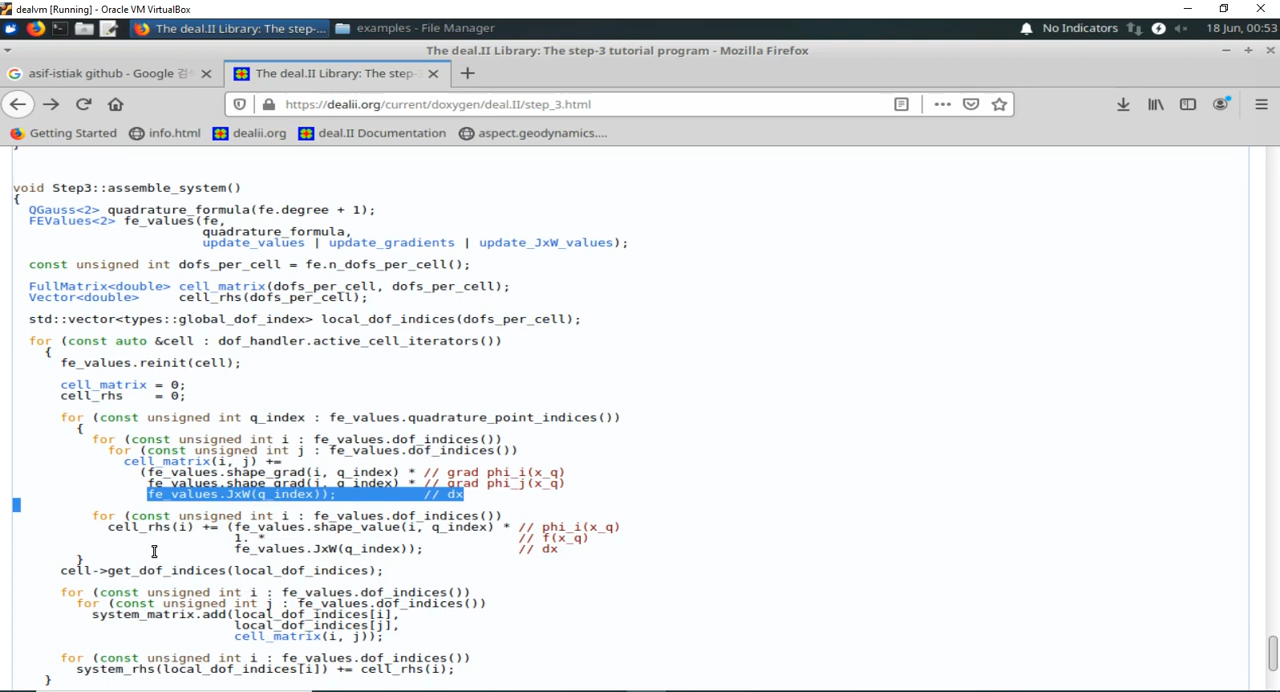 dealvm [Running] - Oracle VM VirtualBox
The deal.II Library: The step-... examples - File Manager No Indicators 18 Jun, 00:53
The deal.II Library: The step-3 tutorial program - Mozilla Firefox
asif-istiak github - Google 검 The deal.II Library: The step-
https://dealii.org/current/doxygen/deal.II/step_3.html
Getting Started info.html dealii.org deal.II Documentation aspect.geodynamics....
}
void Step3::assemble_system()
{
QGauss<2> quadrature_formula(fe.degree + 1);
FEValues<2> fe_values(fe,
quadrature_formula,
update_values | update_gradients | update_JxW_values);
const unsigned int dofs_per_cell = fe.n_dofs_per_cell();
FullMatrix<double> cell_matrix(dofs_per_cell, dofs_per_cell);
Vector<double> cell_rhs(dofs_per_cell);
std::vector<types::global_dof_index> local_dof_indices(dofs_per_cell);
for (const auto &cell : dof_handler.active_cell_iterators())
{
fe_values.reinit(cell);
cell_matrix = 0;
cell_rhs = 0;
for (const unsigned int q_index : fe_values.quadrature_point_indices())
{
for (const unsigned int i : fe_values.dof_indices())
for (const unsigned int j : fe_values.dof_indices())
cell_matrix(i, j) +=
(fe_values.shape_grad(i, q_index) * // grad phi_i(x_q)
fe_values.shape_grad(j, q_index) * // grad phi_j(x_q)
fe_values.JxW(q_index)); // dx
for (const unsigned int i : fe_values.dof_indices())
cell_rhs(i) += (fe_values.shape_value(i, q_index) * // phi_i(x_q)
1. * // f(x_q)
fe_values.JxW(q_index)); // dx
}
cell->get_dof_indices(local_dof_indices);
for (const unsigned int i : fe_values.dof_indices())
for (const unsigned int j : fe_values.dof_indices())
system_matrix.add(local_dof_indices[i],
local_dof_indices[j],
cell_matrix(i, j));
for (const unsigned int i : fe_values.dof_indices())
system_rhs(local_dof_indices[i]) += cell_rhs(i);
}